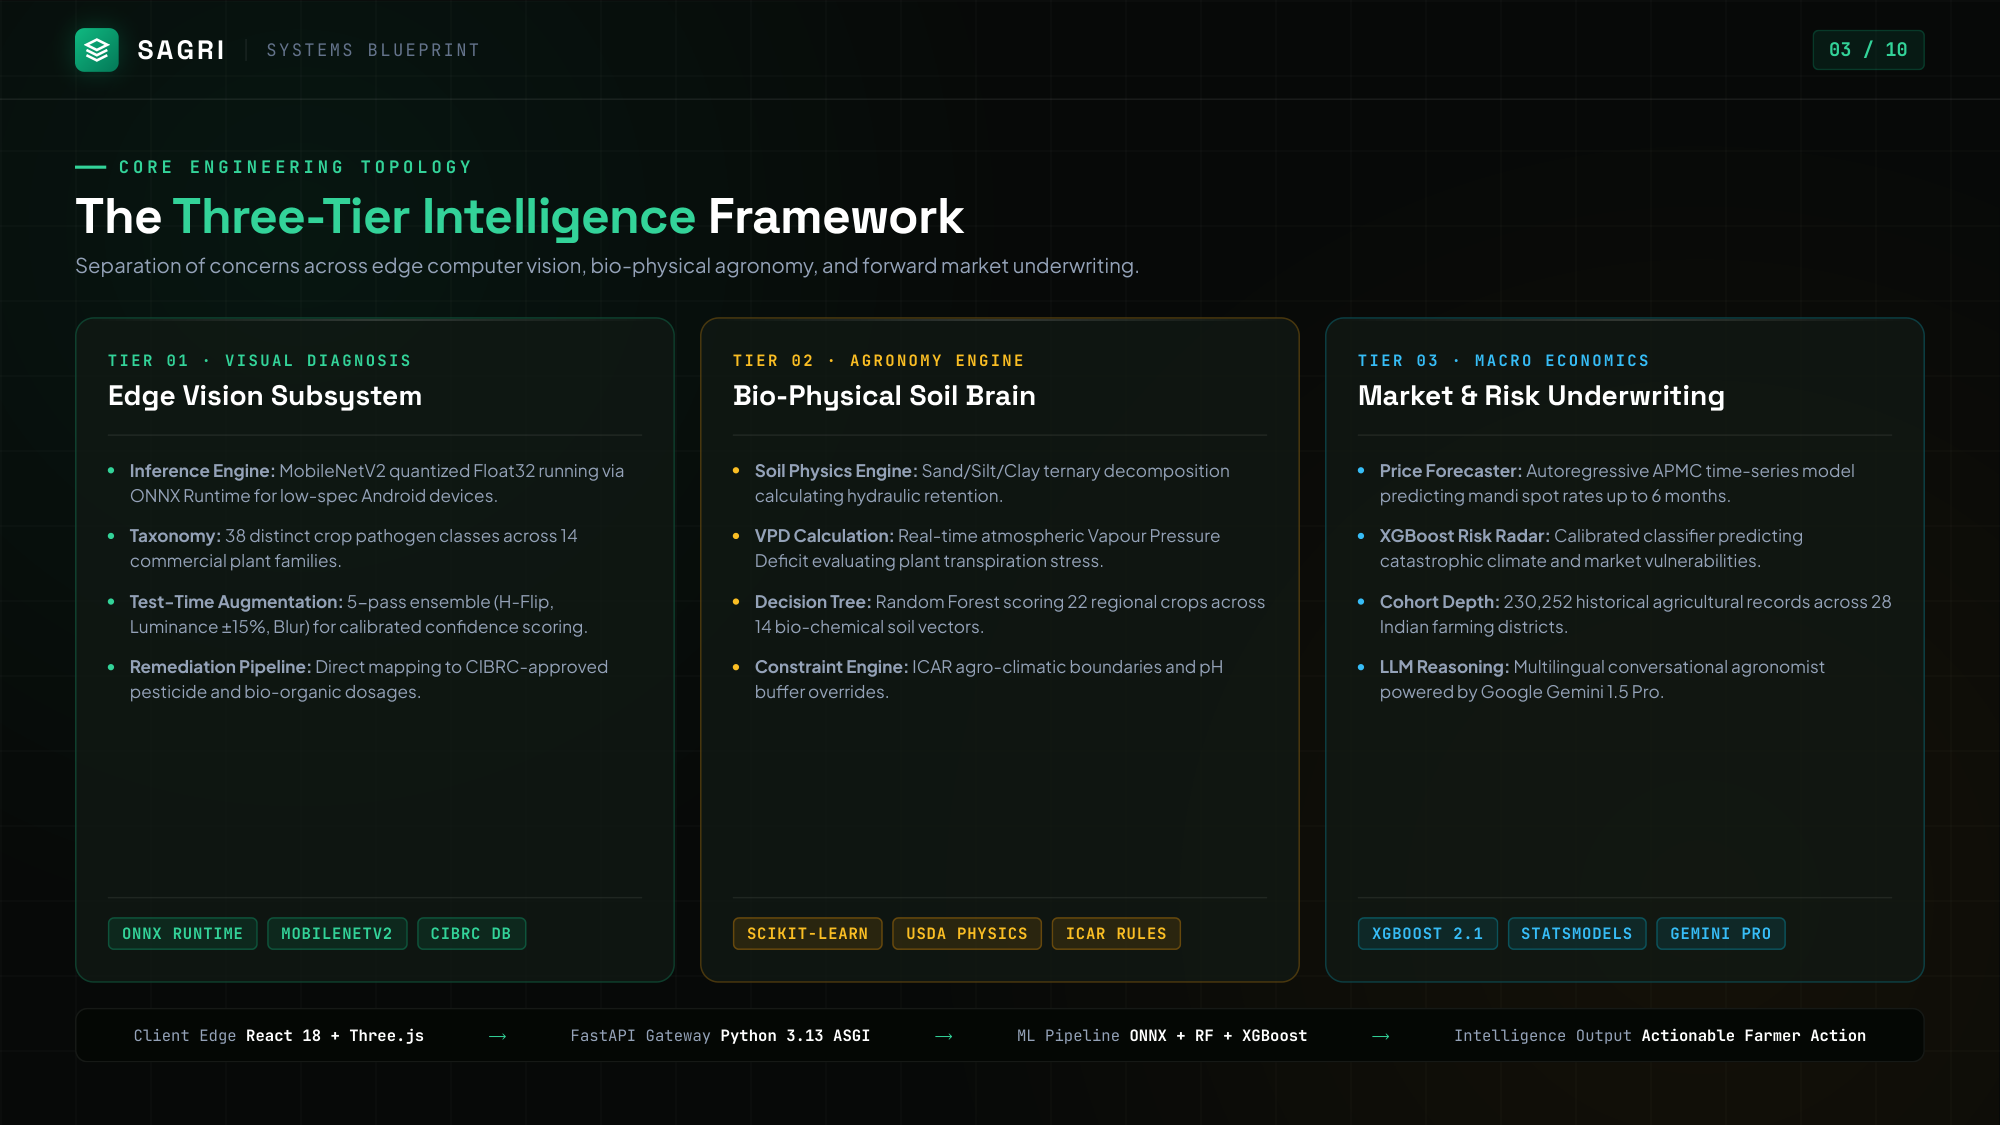 SAGRI
SYSTEMS BLUEPRINT
03 / 10
CORE ENGINEERING TOPOLOGY
The Three-Tier Intelligence Framework
Separation of concerns across edge computer vision, bio-physical agronomy, and forward market underwriting.
TIER 01 · VISUAL DIAGNOSIS
Edge Vision Subsystem
• Inference Engine: MobileNetV2 quantized Float32 running via
ONNX Runtime for low-spec Android devices.
• Taxonomy: 38 distinct crop pathogen classes across 14
commercial plant families.
• Test-Time Augmentation: 5-pass ensemble (H-Flip,
Luminance ±15%, Blur) for calibrated confidence scoring.
• Remediation Pipeline: Direct mapping to CIBRC-approved
pesticide and bio-organic dosages.
ONNX RUNTIME
MOBILENETV2
CIBRC DB
TIER 02 · AGRONOMY ENGINE
Bio-Physical Soil Brain
• Soil Physics Engine: Sand/Silt/Clay ternary decomposition
calculating hydraulic retention.
• VPD Calculation: Real-time atmospheric Vapour Pressure
Deficit evaluating plant transpiration stress.
• Decision Tree: Random Forest scoring 22 regional crops across
14 bio-chemical soil vectors.
• Constraint Engine: ICAR agro-climatic boundaries and pH
buffer overrides.
SCIKIT-LEARN
USDA PHYSICS
ICAR RULES
TIER 03 · MACRO ECONOMICS
Market & Risk Underwriting
• Price Forecaster: Autoregressive APMC time-series model
predicting mandi spot rates up to 6 months.
• XGBoost Risk Radar: Calibrated classifier predicting
catastrophic climate and market vulnerabilities.
• Cohort Depth: 230,252 historical agricultural records across 28
Indian farming districts.
• LLM Reasoning: Multilingual conversational agronomist
powered by Google Gemini 1.5 Pro.
XGBOOST 2.1
STATSMODELS
GEMINI PRO
Client Edge React 18 + Three.js → FastAPI Gateway Python 3.13 ASGI → ML Pipeline ONNX + RF + XGBoost → Intelligence Output Actionable Farmer Action